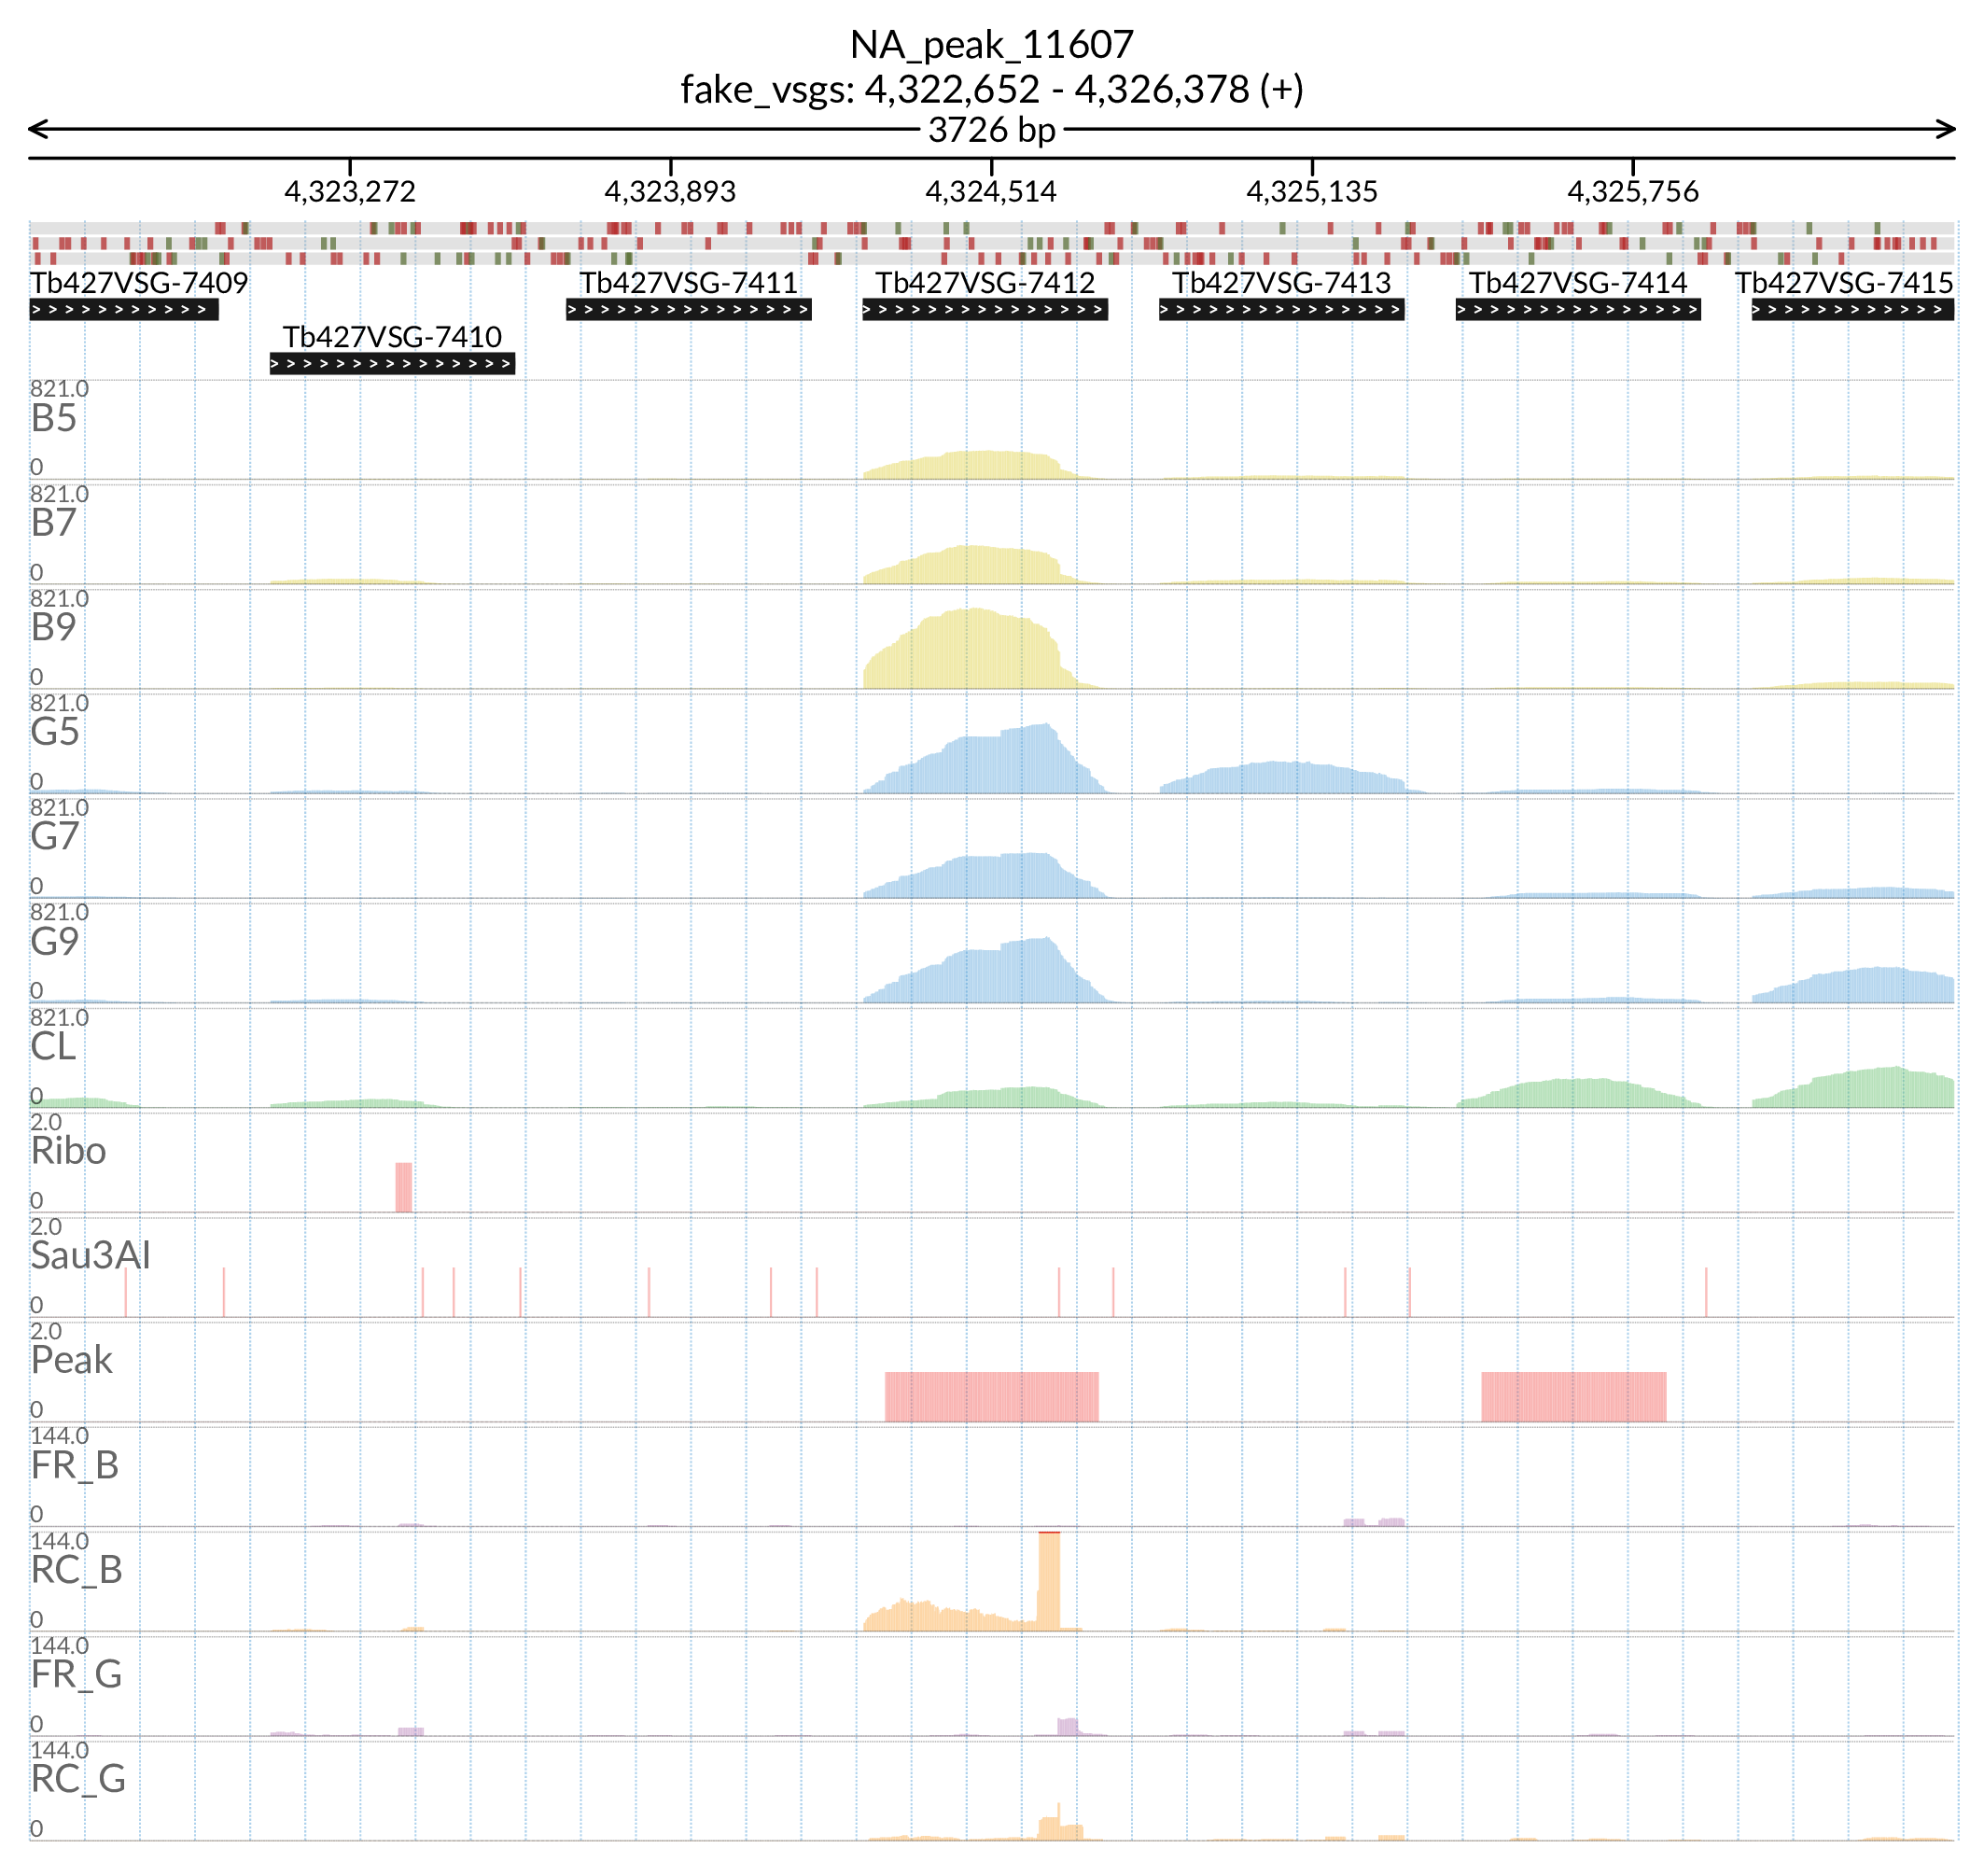 NA_peak_11607
fake_vsgs: 4,322,652 - 4,326,378 (+)
3726 bp
4,323,272 4,323,893 4,324,514 4,325,135 4,325,756
Tb427VSG-7409 Tb427VSG-7411 Tb427VSG-7412 Tb427VSG-7413 Tb427VSG-7414 Tb427VSG-7415
Tb427VSG-7410
821.0
B5
0
821.0
B7
0
821.0
B9
0
821.0
G5
0
821.0
G7
0
821.0
G9
0
821.0
CL
0
2.0
Ribo
0
2.0
Sau3AI
0
2.0
Peak
0
144.0
FR_B
0
144.0
RC_B
0
144.0
FR_G
0
144.0
RC_G
0